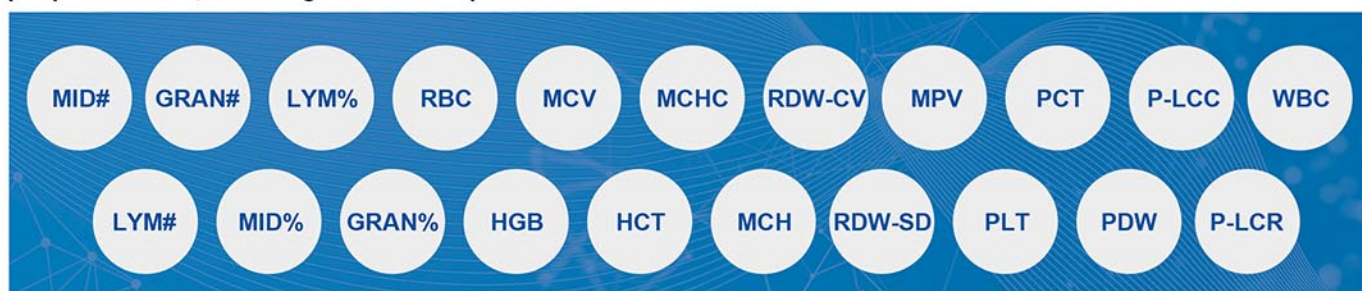 MID# GRAN# LYM% RBC MCV MCHC RDW-CV MPV PCT P-LCC WBC
LYM# MID% GRAN% HGB HCT MCH RDW-SD PLT PDW P-LCR